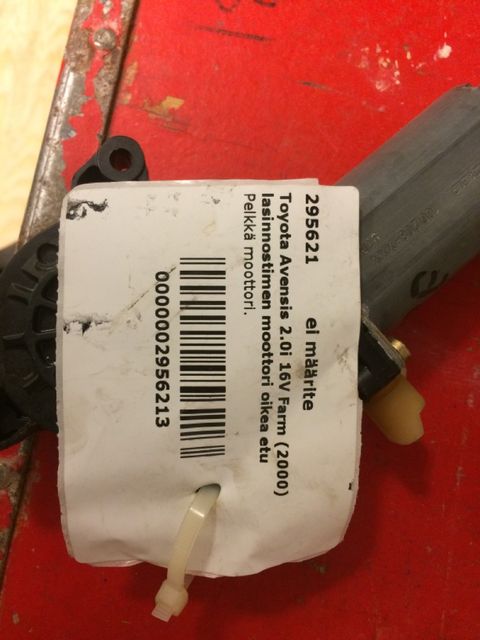 295621 ei määrite
Toyota Avensis 2.0i 16V Farm (2000)
lasinnostimen moottori oikea etu
Pelkkä moottori.
0000002956213